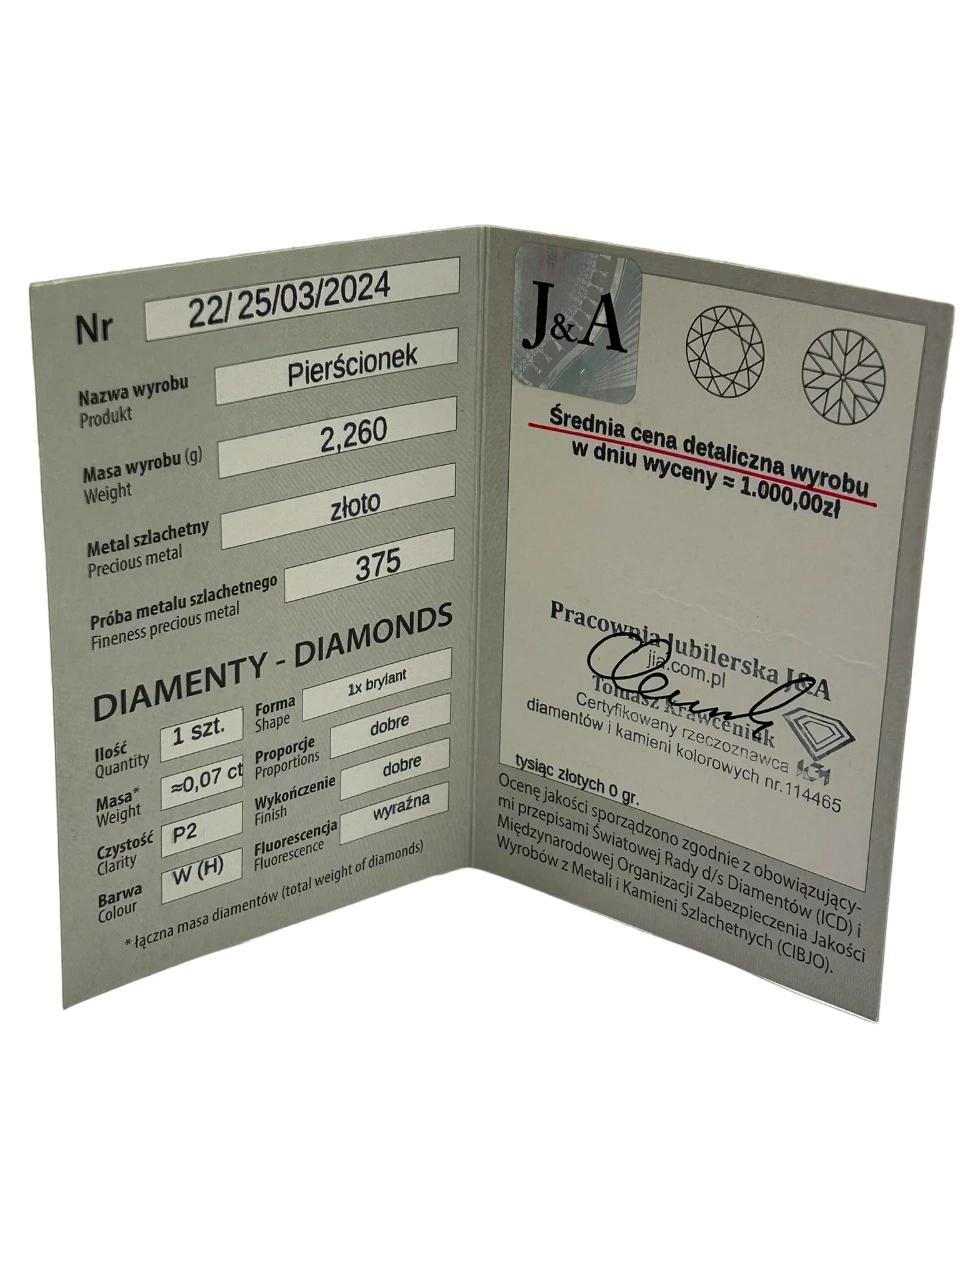 Nr 22/25/03/2024
Nazwa wyrobu Pierścionek
Produkt
Masa wyrobu (g) 2,260
Weight
Metal szlachetny złoto
Precious metal
Próba metalu szlachetnego 375
Fineness precious metal
DIAMENTY - DIAMONDS
Ilość 1 szt.
Quantity
Masa* ≈0,07 ct
Weight
Czystość P2
Clarity
Barwa W (H)
Colour
Forma 1x brylant
Shape
Proporcje dobre
Proportions
Wykończenie dobre
Finish
Fluorescencja wyraźna
Fluorescence
* łączna masa diamentów (total weight of diamonds)
J&A
Średnia cena detaliczna wyrobu
w dniu wyceny ≈ 1.000,00zł
Pracownia Jubilerska J&A
jia.com.pl
Tomasz Krawceniuk
Certyfikowany rzeczoznawca
diamentów i kamieni kolorowych nr.114465
tysiąc złotych 0 gr.
Ocenę jakości sporządzono zgodnie z obowiązujący-
mi przepisami Światowej Rady d/s Diamentów (ICD) i
Międzynarodowej Organizacji Zabezpieczenia Jakości
Wyrobów z Metali i Kamieni Szlachetnych (CIBJO).